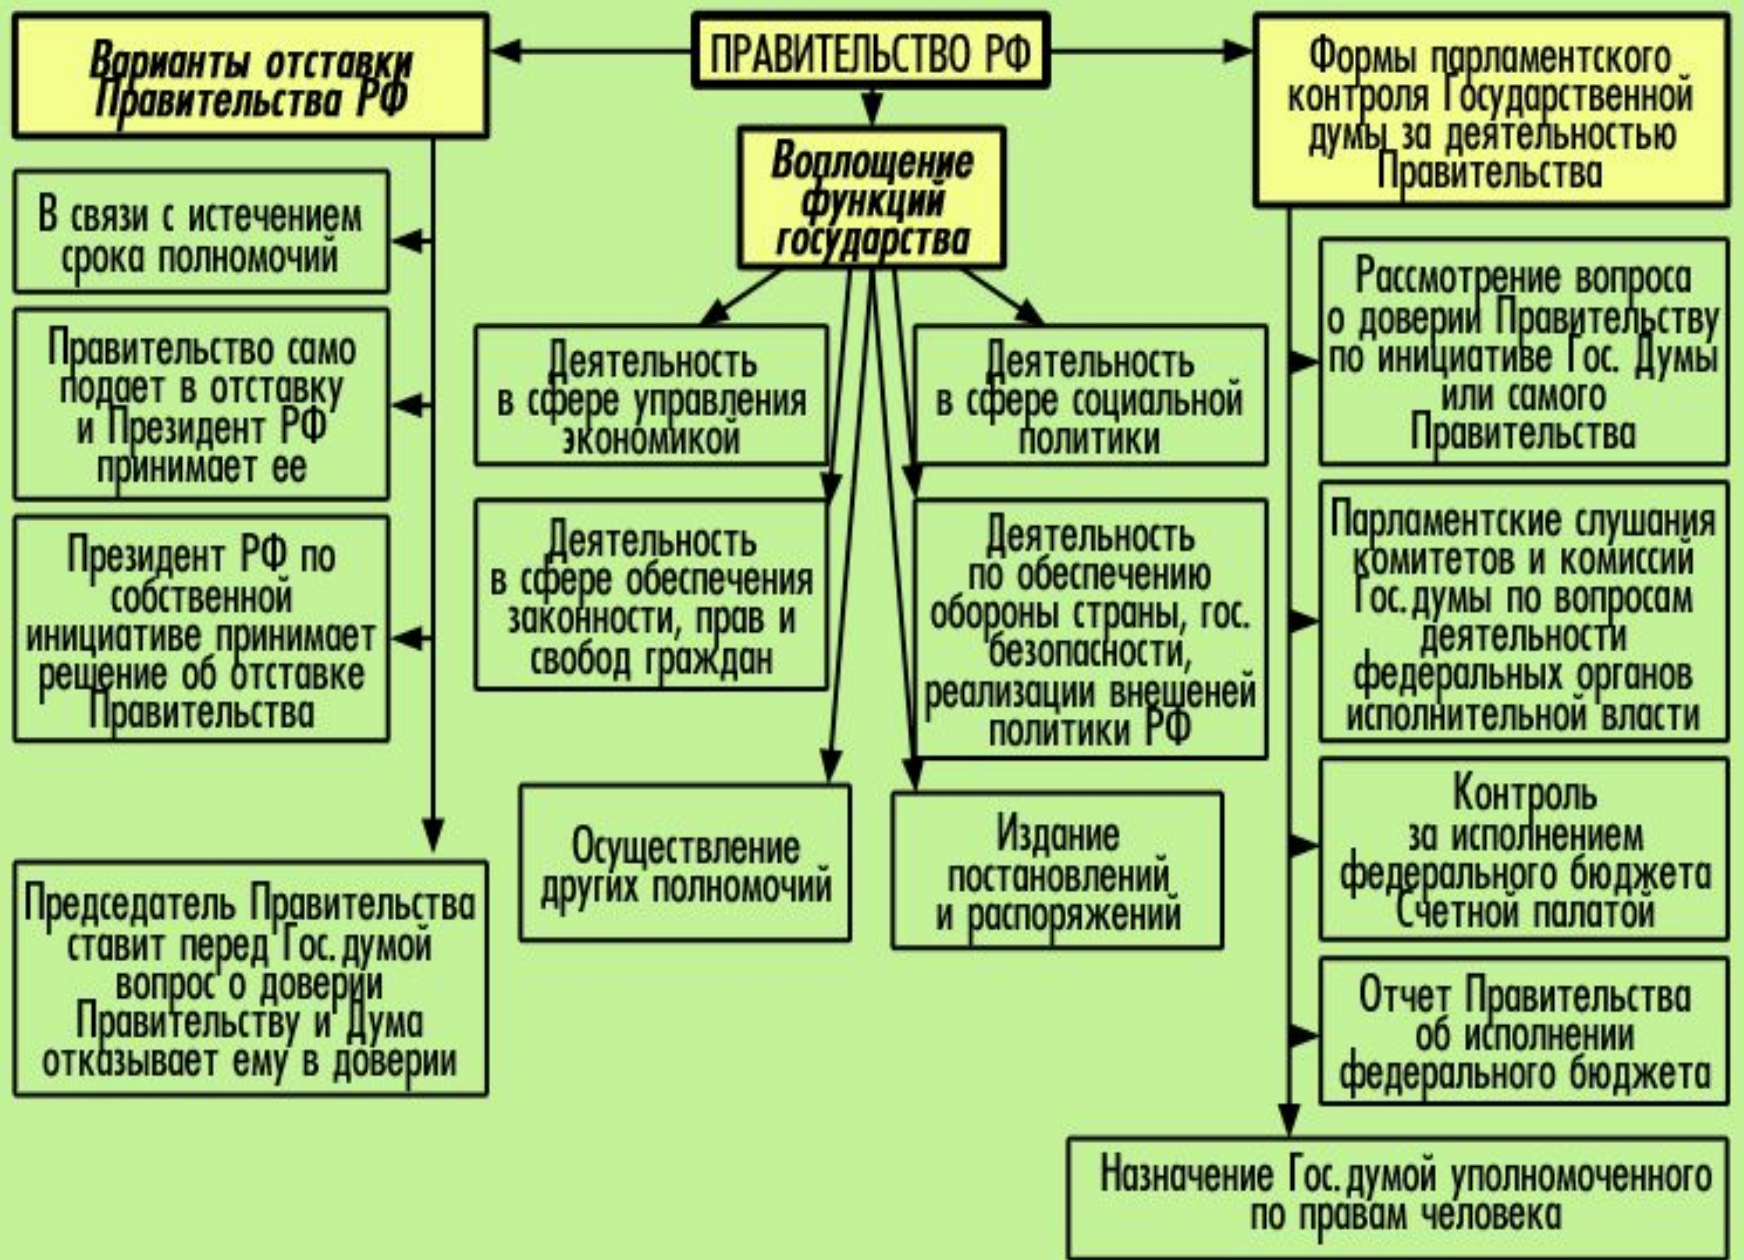 ПРАВИТЕЛЬСТВО РФ
Варианты отставки
Правительства РФ
В связи с истечением
срока полномочий
Правительство само
подает в отставку
и Президент РФ
принимает ее
Президент РФ по
собственной
инициативе принимает
решение об отставке
Правительства
Председатель Правительства
ставит перед Гос. думой
вопрос о доверии
Правительству и Дума
отказывает ему в доверии
Воплощение
функций
государства
Деятельность
в сфере управления
экономикой
Деятельность
в сфере социальной
политики
Деятельность
в сфере обеспечения
законности, прав и
свобод граждан
Деятельность
по обеспечению
обороны страны, гос.
безопасности,
реализации внешеней
политики РФ
Осуществление
других полномочий
Издание
постановлений
и распоряжений
Формы парламентского
контроля Государственной
думы за деятельностью
Правительства
Рассмотрение вопроса
о доверии Правительству
по инициативе Гос. Думы
или самого
Правительства
Парламентские слушания
комитетов и комиссий
Гос. думы по вопросам
деятельности
федеральных органов
исполнительной власти
Контроль
за исполнением
федерального бюджета
Счетной палатой
Отчет Правительства
об исполнении
федерального бюджета
Назначение Гос. думой уполномоченного
по правам человека